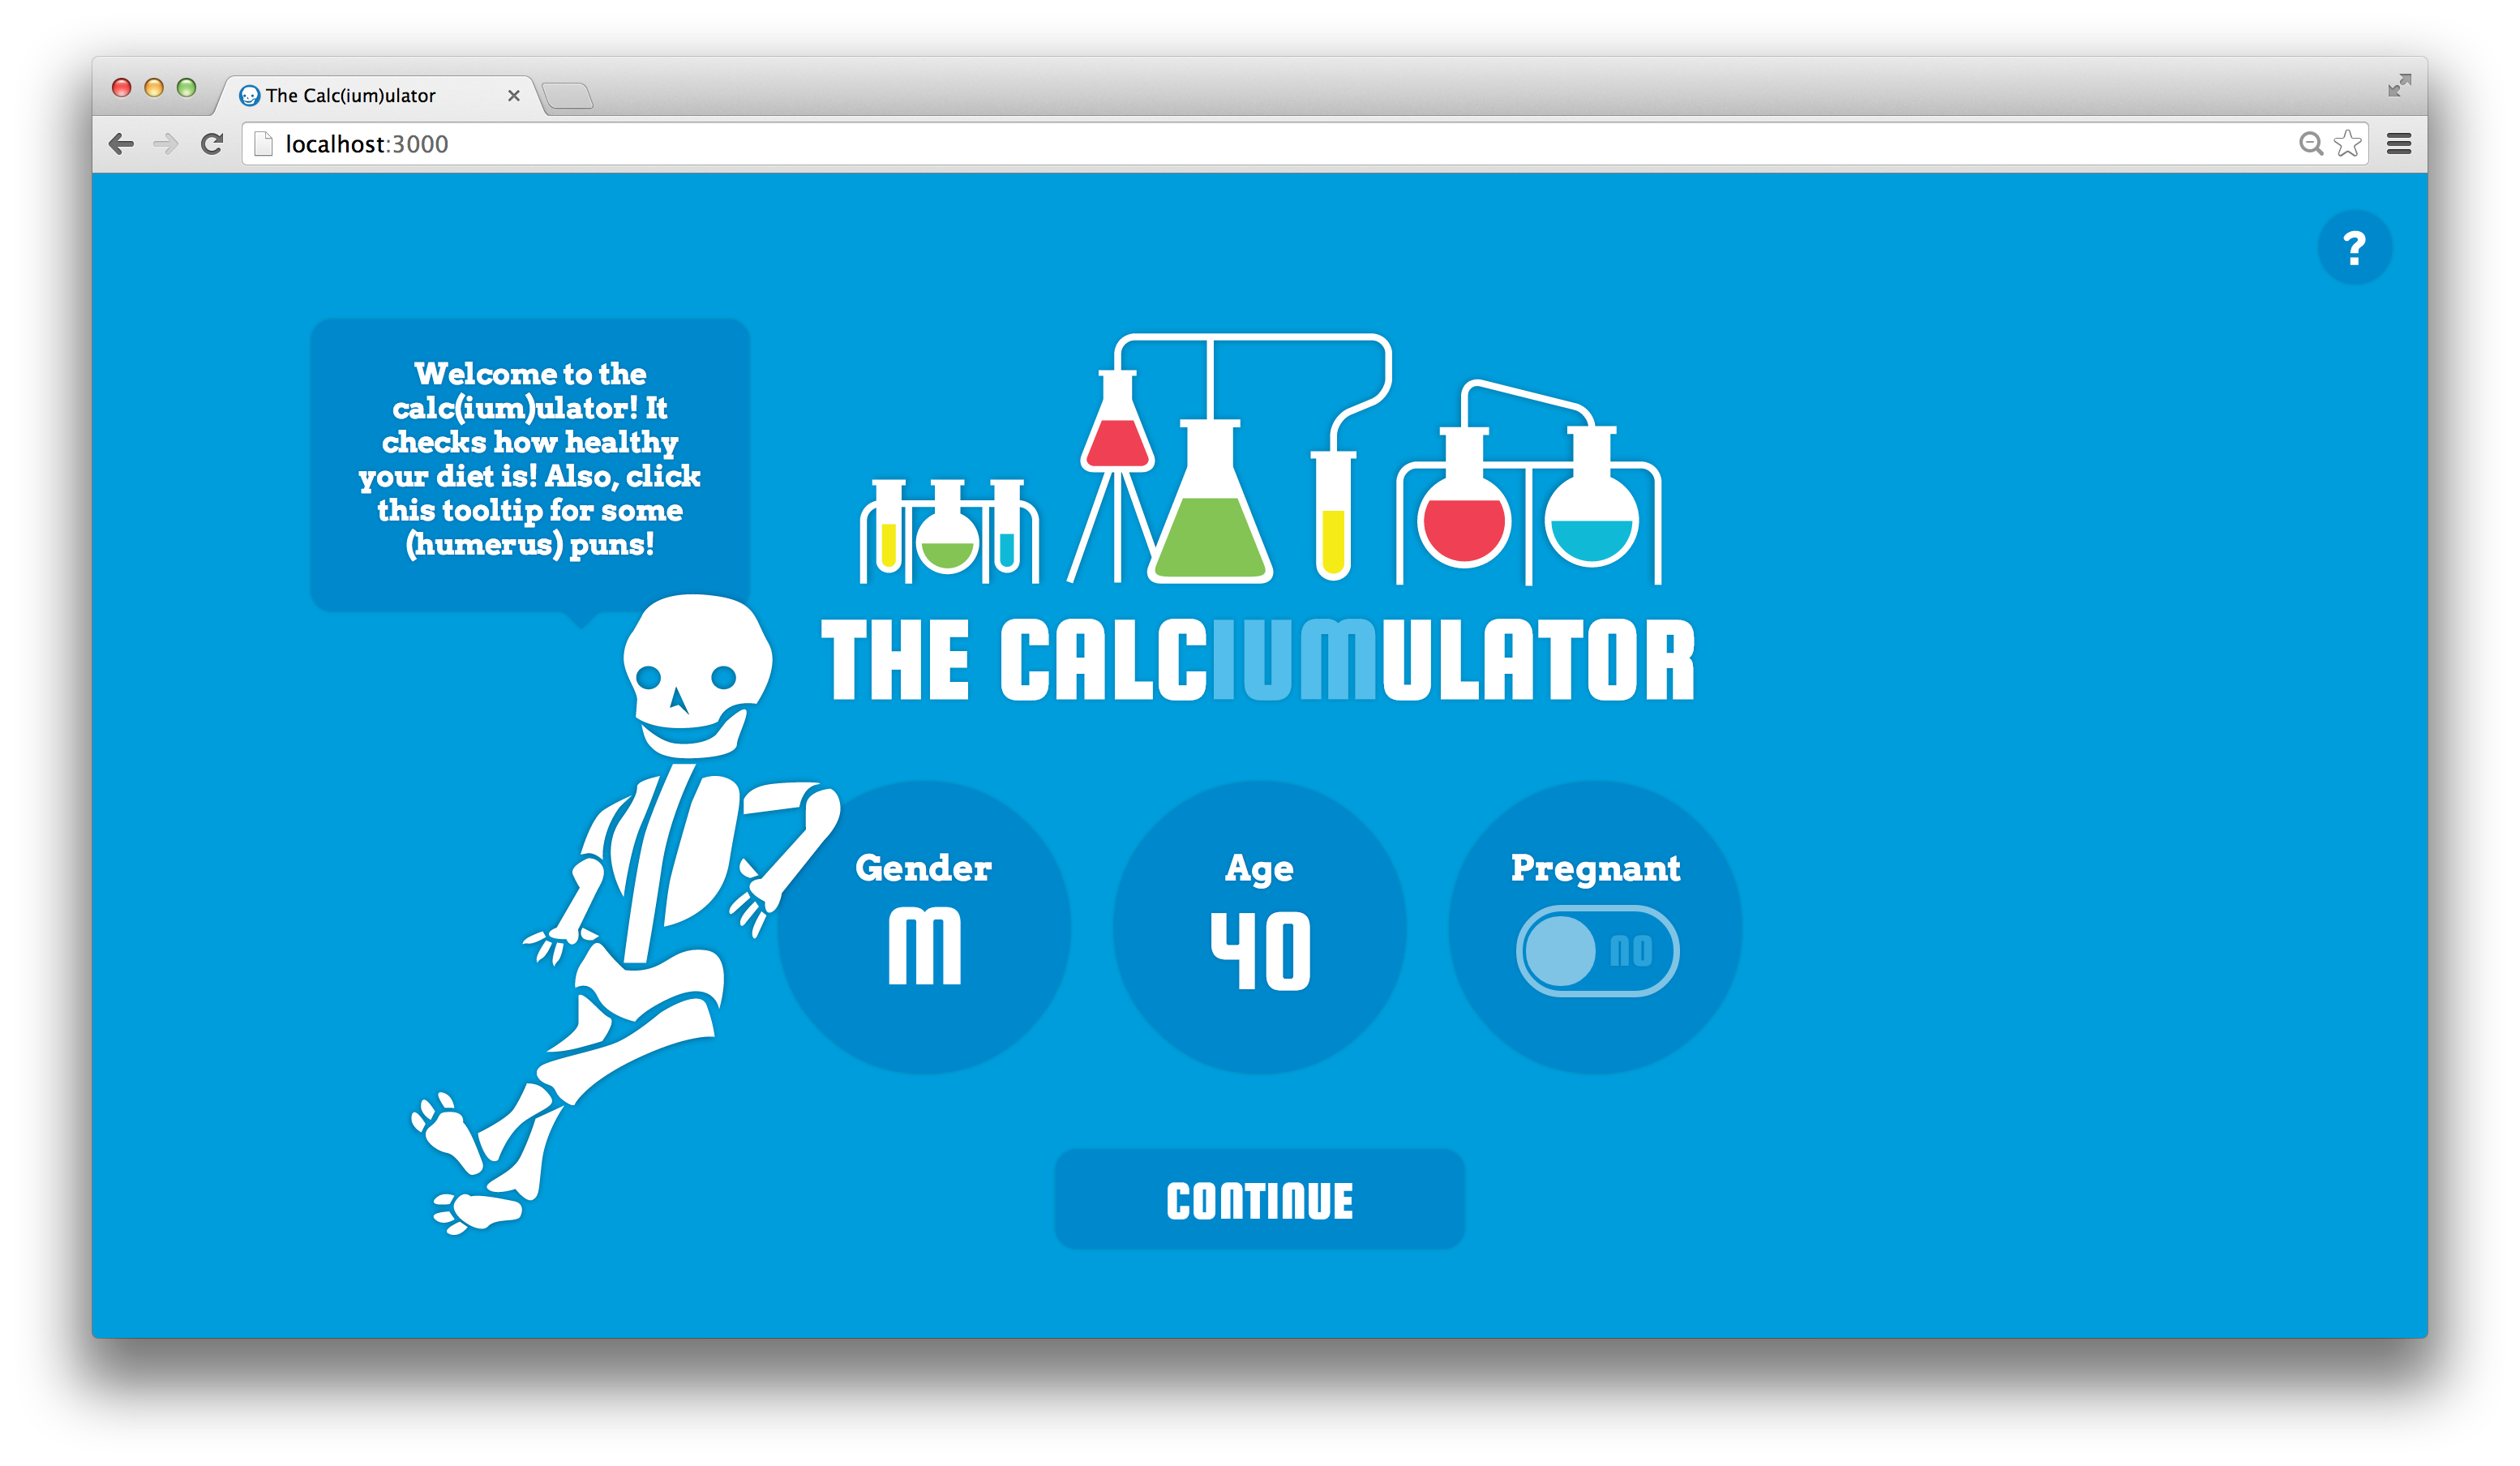 The Calc(ium)ulator
localhost:3000
?
Welcome to the
calc(ium)ulator! It
checks how healthy
your diet is! Also, click
this tooltip for some
(humerus) puns!
THE CALCIUMULATOR
Gender
M
Age
40
Pregnant
NO
CONTINUE